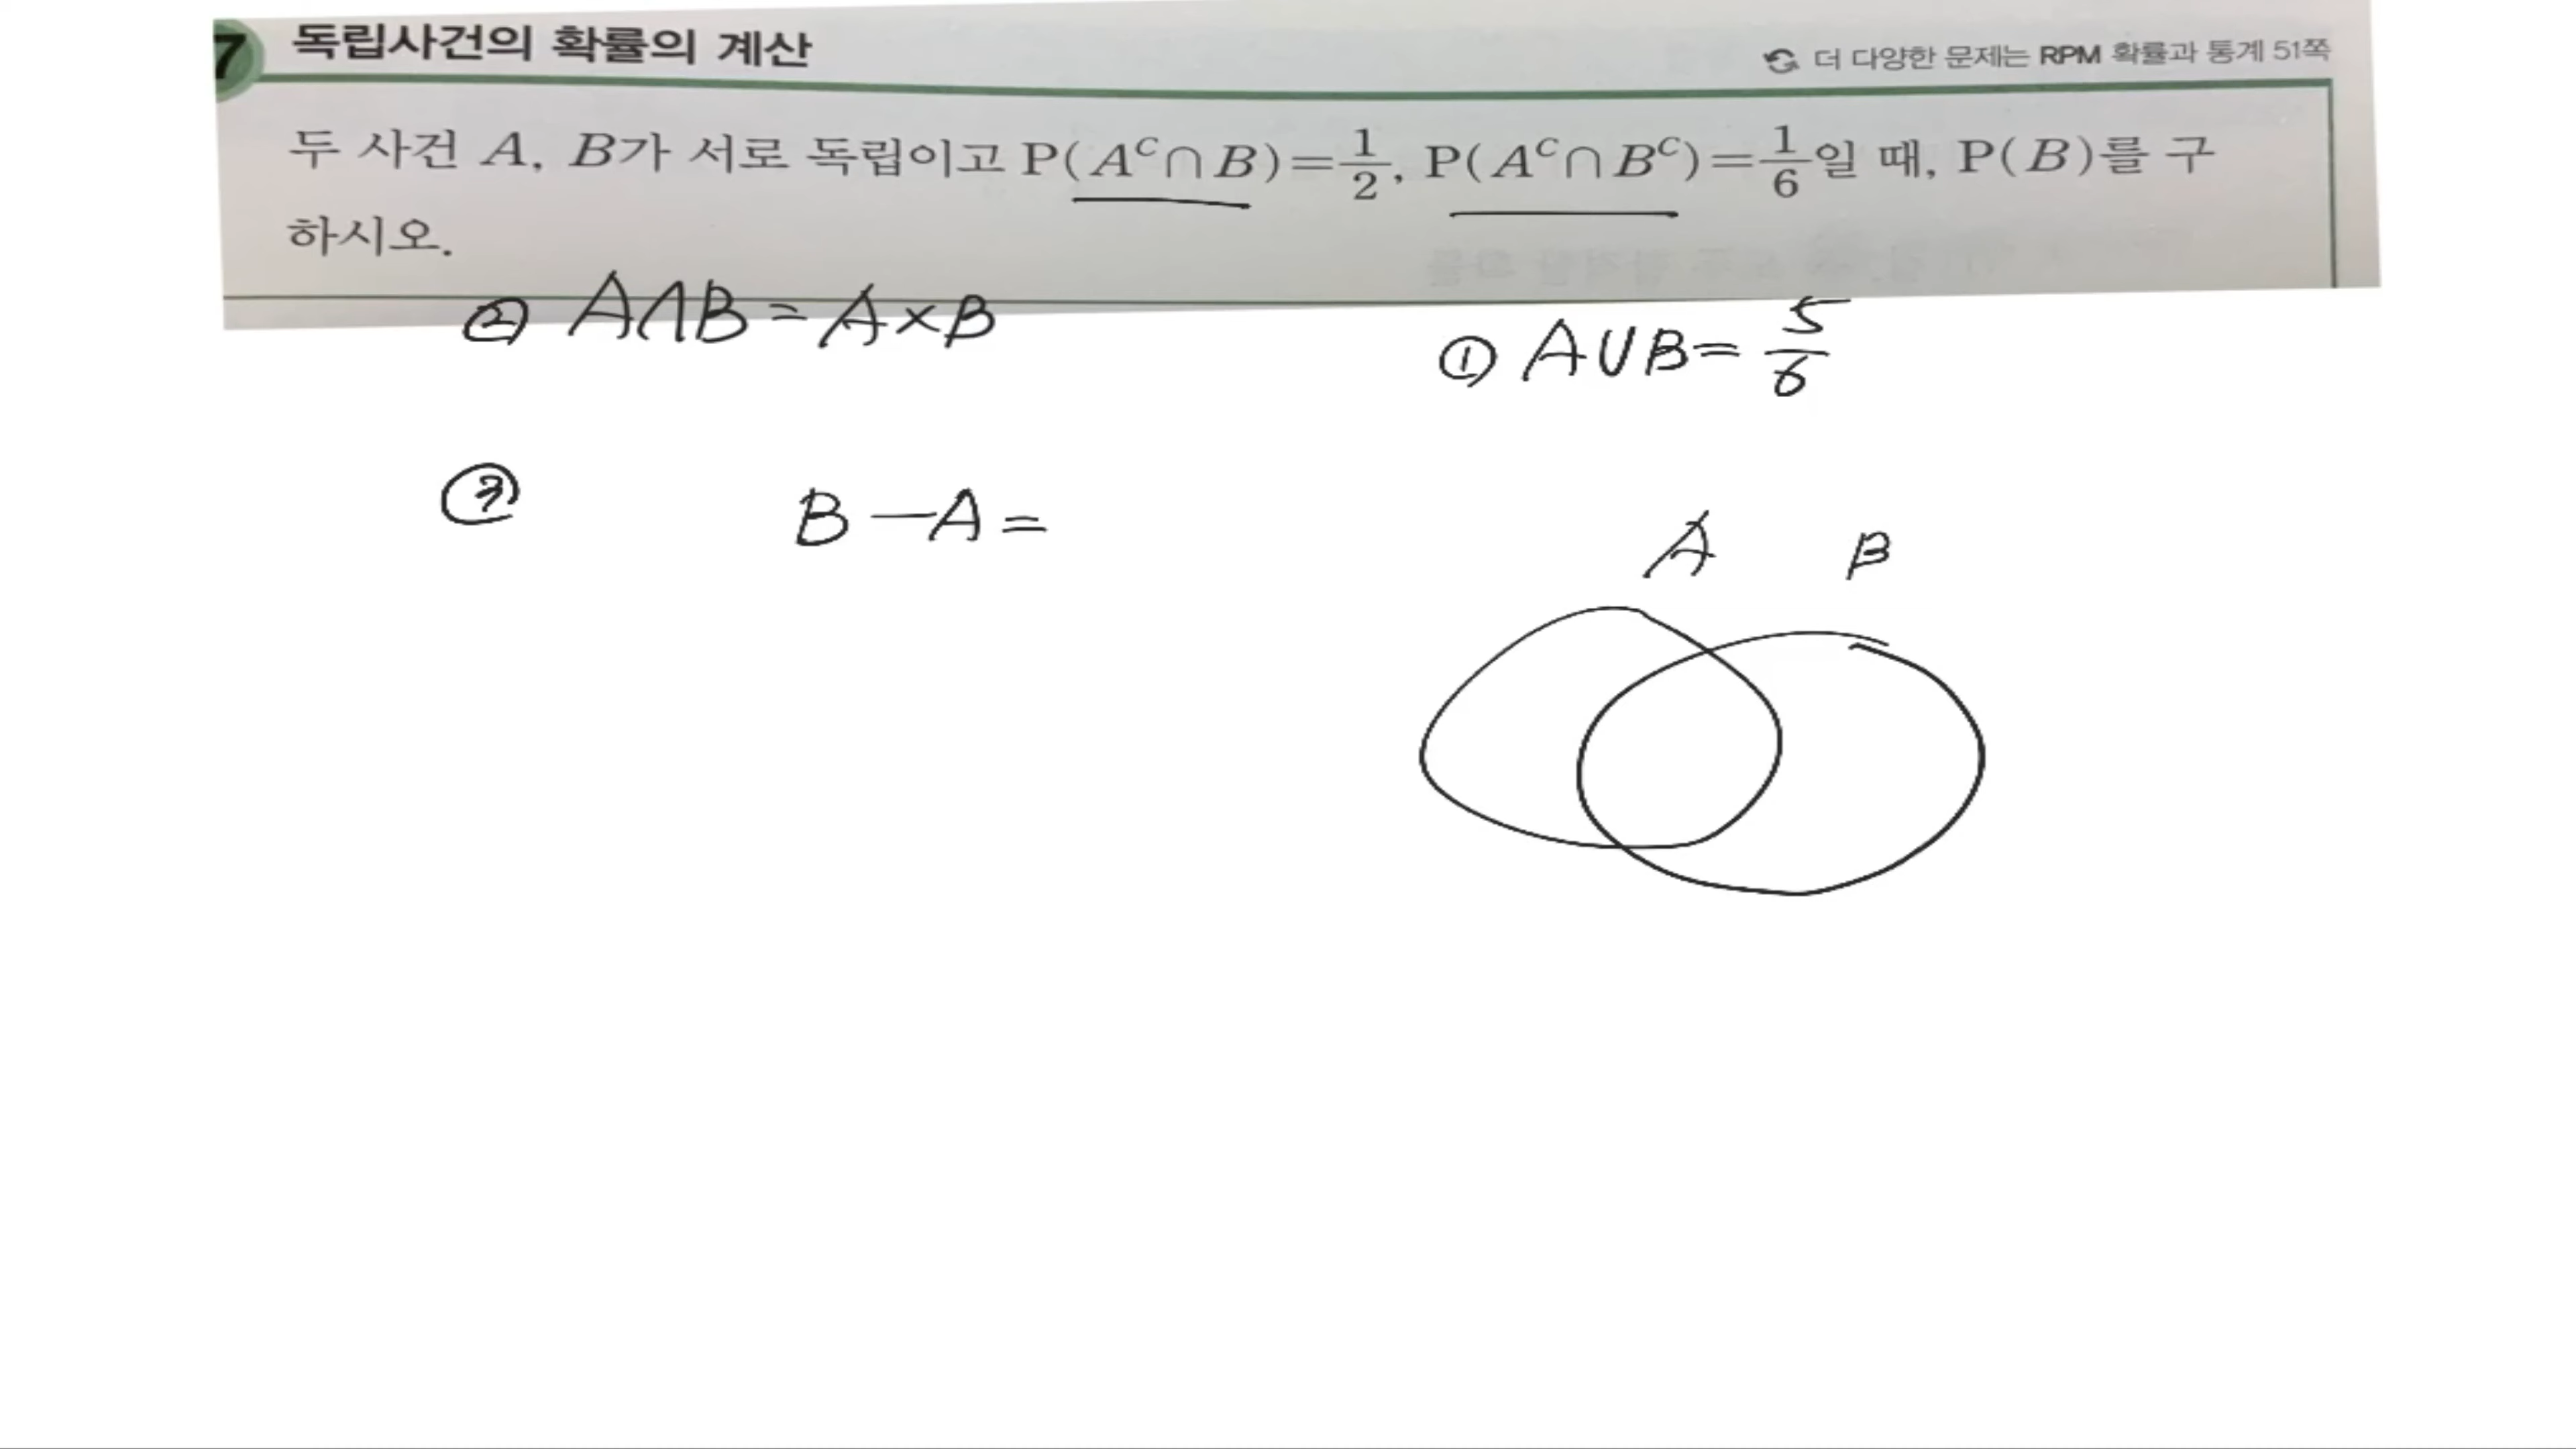 7 독립사건의 확률의 계산
더 다양한 문제는 RPM 확률과 통계 51쪽
두 사건 A, B가 서로 독립이고 P(A^C∩B)=1/2, P(A^C∩B^C)=1/6일 때, P(B)를 구
하시오.
② A∩B=A×B
① A∪B=5/6
③ B-A=
A B